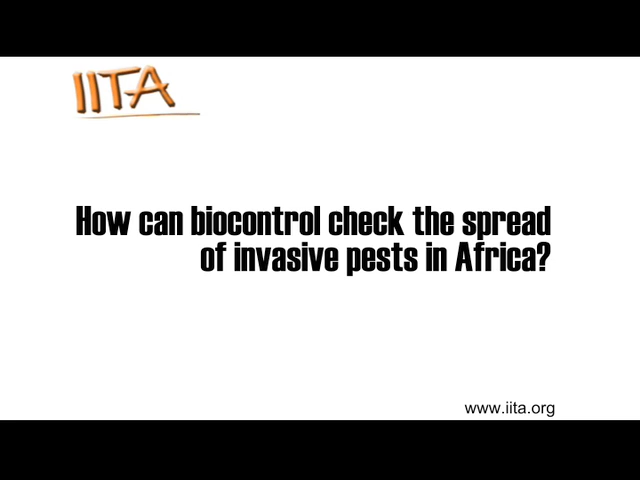 IITA
How can biocontrol check the spread
of invasive pests in Africa?
www.iita.org